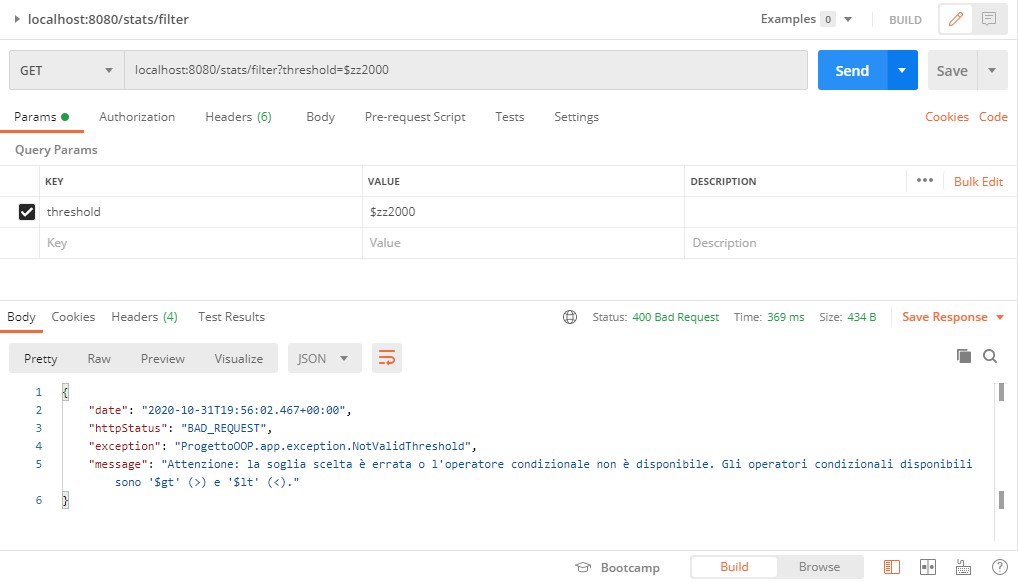 localhost:8080/stats/filter Examples 0 BUILD
GET localhost:8080/stats/filter?threshold=$zz2000 Send Save
Params Authorization Headers (6) Body Pre-request Script Tests Settings Cookies Code
Query Params
KEY VALUE DESCRIPTION ••• Bulk Edit
threshold $zz2000
Key Value Description
Body Cookies Headers (4) Test Results Status: 400 Bad Request Time: 369 ms Size: 434 B Save Response
Pretty Raw Preview Visualize JSON
1 {
2 "date": "2020-10-31T19:56:02.467+00:00",
3 "httpStatus": "BAD_REQUEST",
4 "exception": "ProgettoOOP.app.exception.NotValidThreshold",
5 "message": "Attenzione: la soglia scelta è errata o l'operatore condizionale non è disponibile. Gli operatori condizionali disponibili
sono '$gt' (>) e '$lt' (<)."
6 }
Bootcamp Build Browse ?